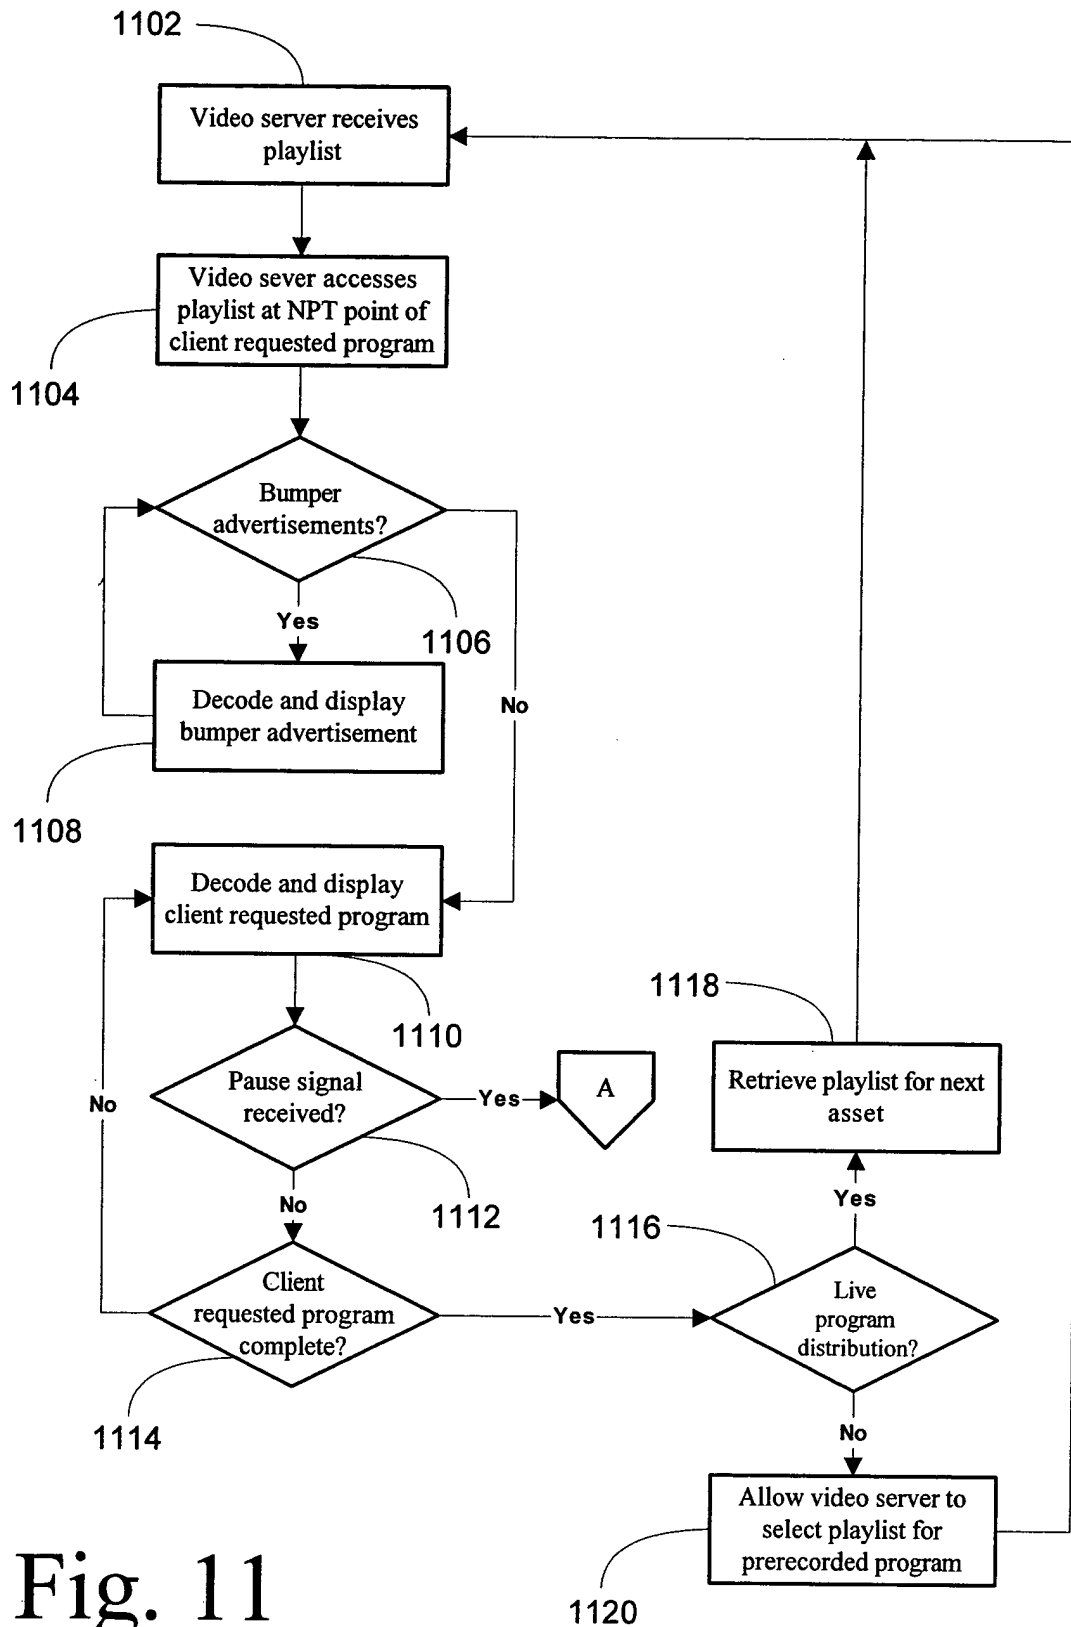 1102
Video server receives
playlist
Video sever accesses
playlist at NPT point of
client requested program
1104
Bumper
advertisements?
1106
Yes
No
Decode and display
bumper advertisement
1108
Decode and display
client requested program
1110
Pause signal
received?
Yes
A
1112
No
No
Client
requested program
complete?
1114
Yes
1116
Live
program
distribution?
Yes
1118
Retrieve playlist for next
asset
No
Allow video server to
select playlist for
prerecorded program
1120
Fig. 11